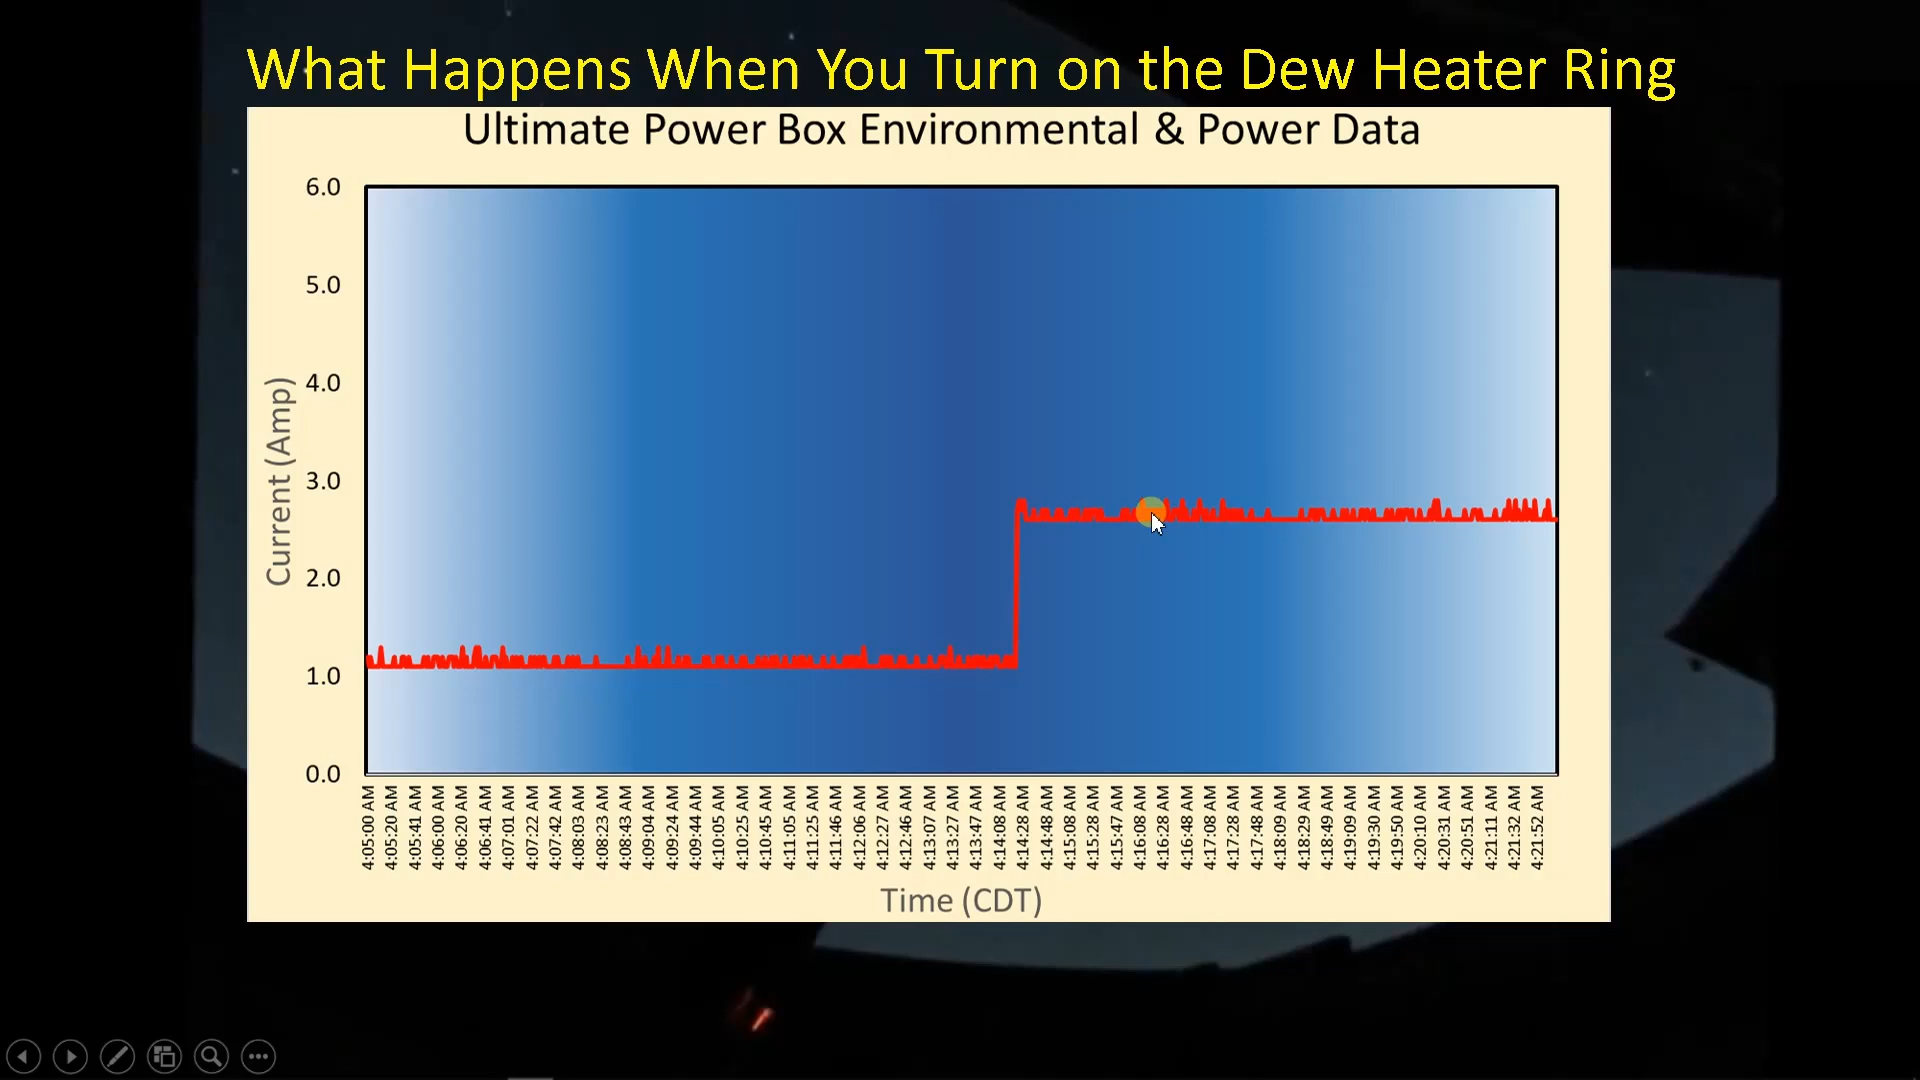 What Happens When You Turn on the Dew Heater Ring
Ultimate Power Box Environmental & Power Data
6.0
5.0
4.0
3.0
2.0
1.0
0.0
Current (Amp)
4:05:00 AM
4:05:20 AM
4:05:41 AM
4:06:00 AM
4:06:20 AM
4:06:41 AM
4:07:01 AM
4:07:22 AM
4:07:42 AM
4:08:03 AM
4:08:23 AM
4:08:43 AM
4:09:04 AM
4:09:24 AM
4:09:44 AM
4:10:05 AM
4:10:25 AM
4:10:45 AM
4:11:05 AM
4:11:25 AM
4:11:46 AM
4:12:06 AM
4:12:27 AM
4:12:46 AM
4:13:07 AM
4:13:27 AM
4:13:47 AM
4:14:08 AM
4:14:28 AM
4:14:48 AM
4:15:08 AM
4:15:28 AM
4:15:47 AM
4:16:08 AM
4:16:28 AM
4:16:48 AM
4:17:08 AM
4:17:28 AM
4:17:48 AM
4:18:09 AM
4:18:29 AM
4:18:49 AM
4:19:09 AM
4:19:30 AM
4:19:50 AM
4:20:10 AM
4:20:31 AM
4:20:51 AM
4:21:11 AM
4:21:32 AM
4:21:52 AM
Time (CDT)